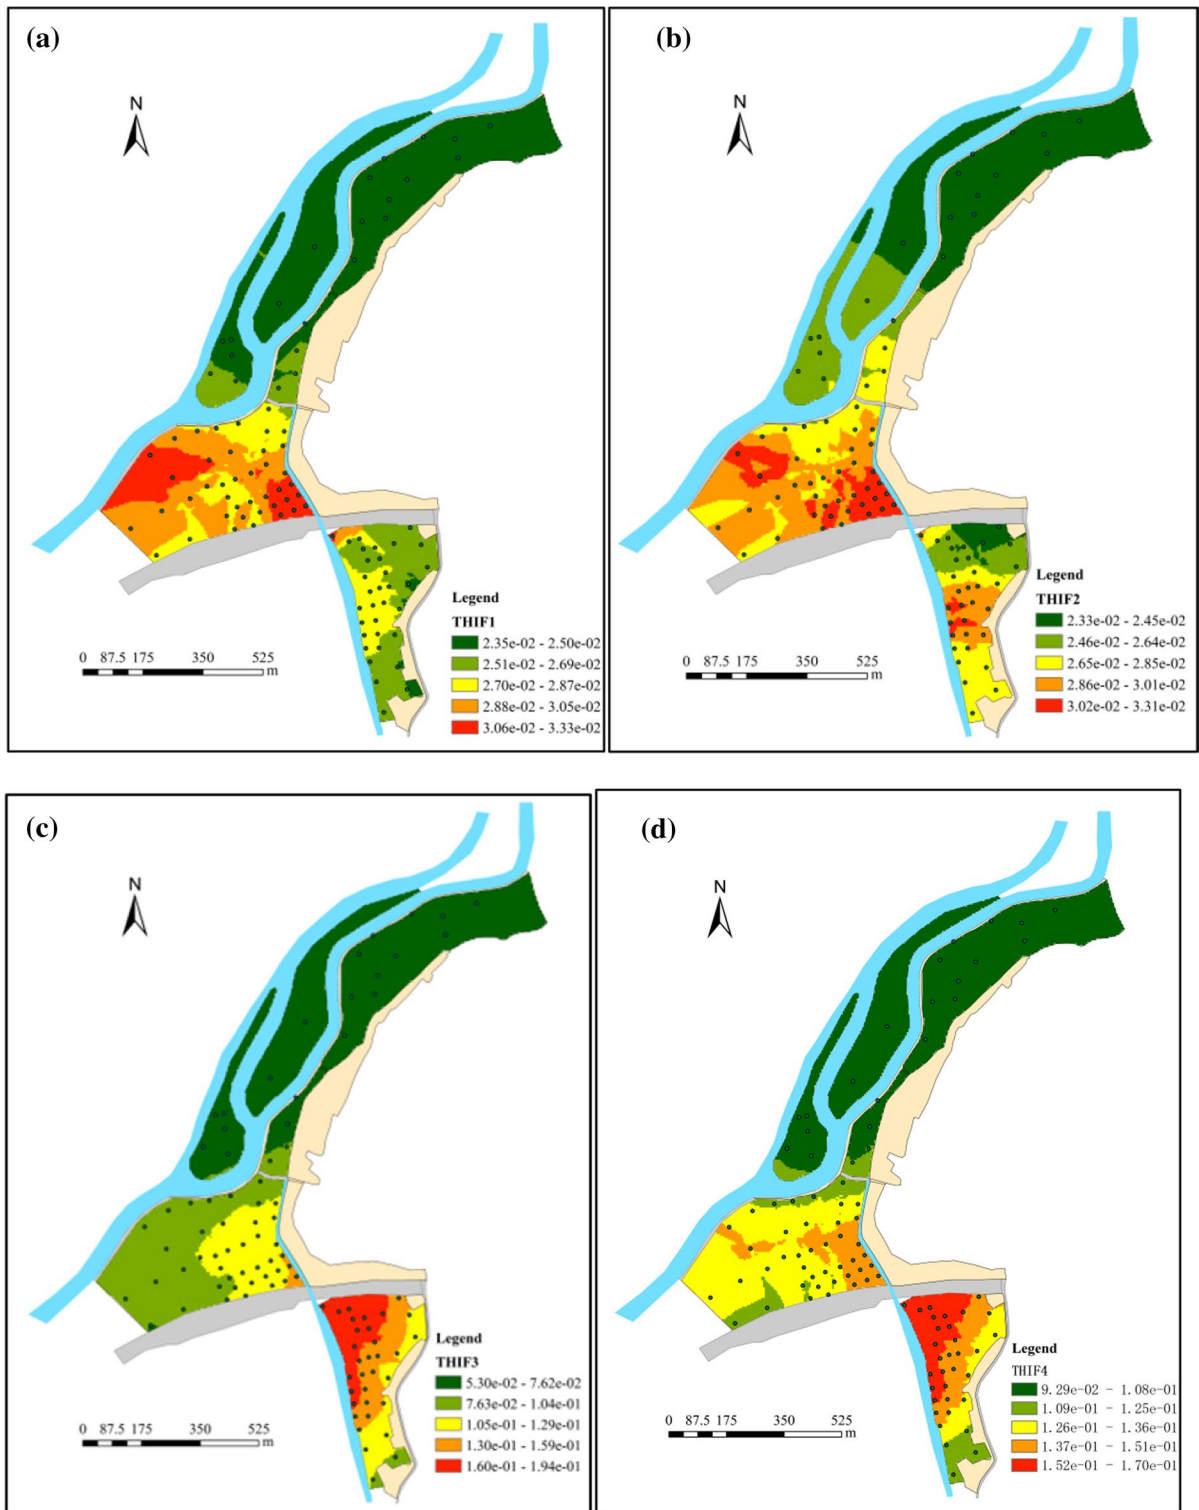 (a)
N
Legend
THIF1
2.35e-02 - 2.50e-02
2.51e-02 - 2.69e-02
2.70e-02 - 2.87e-02
2.88e-02 - 3.05e-02
3.06e-02 - 3.33e-02
0 87.5 175 350 525
m
(b)
N
Legend
THIF2
2.33e-02 - 2.45e-02
2.46e-02 - 2.64e-02
2.65e-02 - 2.85e-02
2.86e-02 - 3.01e-02
3.02e-02 - 3.31e-02
0 87.5 175 350 525
m
(c)
N
Legend
THIF3
5.30e-02 - 7.62e-02
7.63e-02 - 1.04e-01
1.05e-01 - 1.29e-01
1.30e-01 - 1.59e-01
1.60e-01 - 1.94e-01
0 87.5 175 350 525
m
(d)
N
Legend
THIF4
9.29e-02 - 1.08e-01
1.09e-01 - 1.25e-01
1.26e-01 - 1.36e-01
1.37e-01 - 1.51e-01
1.52e-01 - 1.70e-01
0 87.5 175 350 525
m